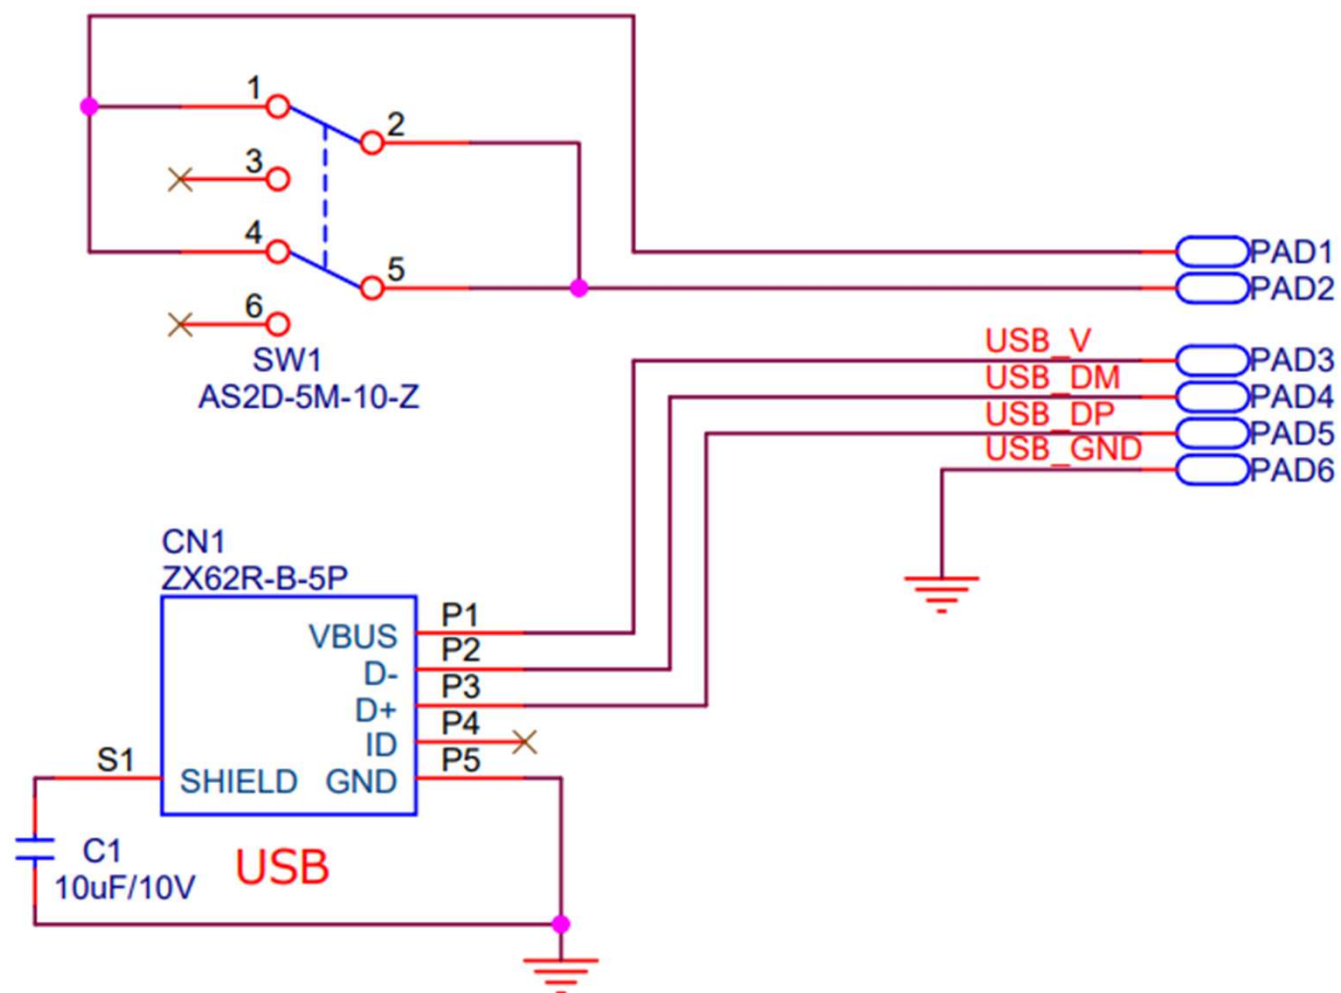 1
2
3
4
5
6
SW1
AS2D-5M-10-Z
PAD1
PAD2
USB_V
PAD3
USB_DM
PAD4
USB_DP
PAD5
USB_GND
PAD6
CN1
ZX62R-B-5P
VBUS P1
D- P2
D+ P3
ID P4
S1 SHIELD GND P5
C1
10uF/10V
USB